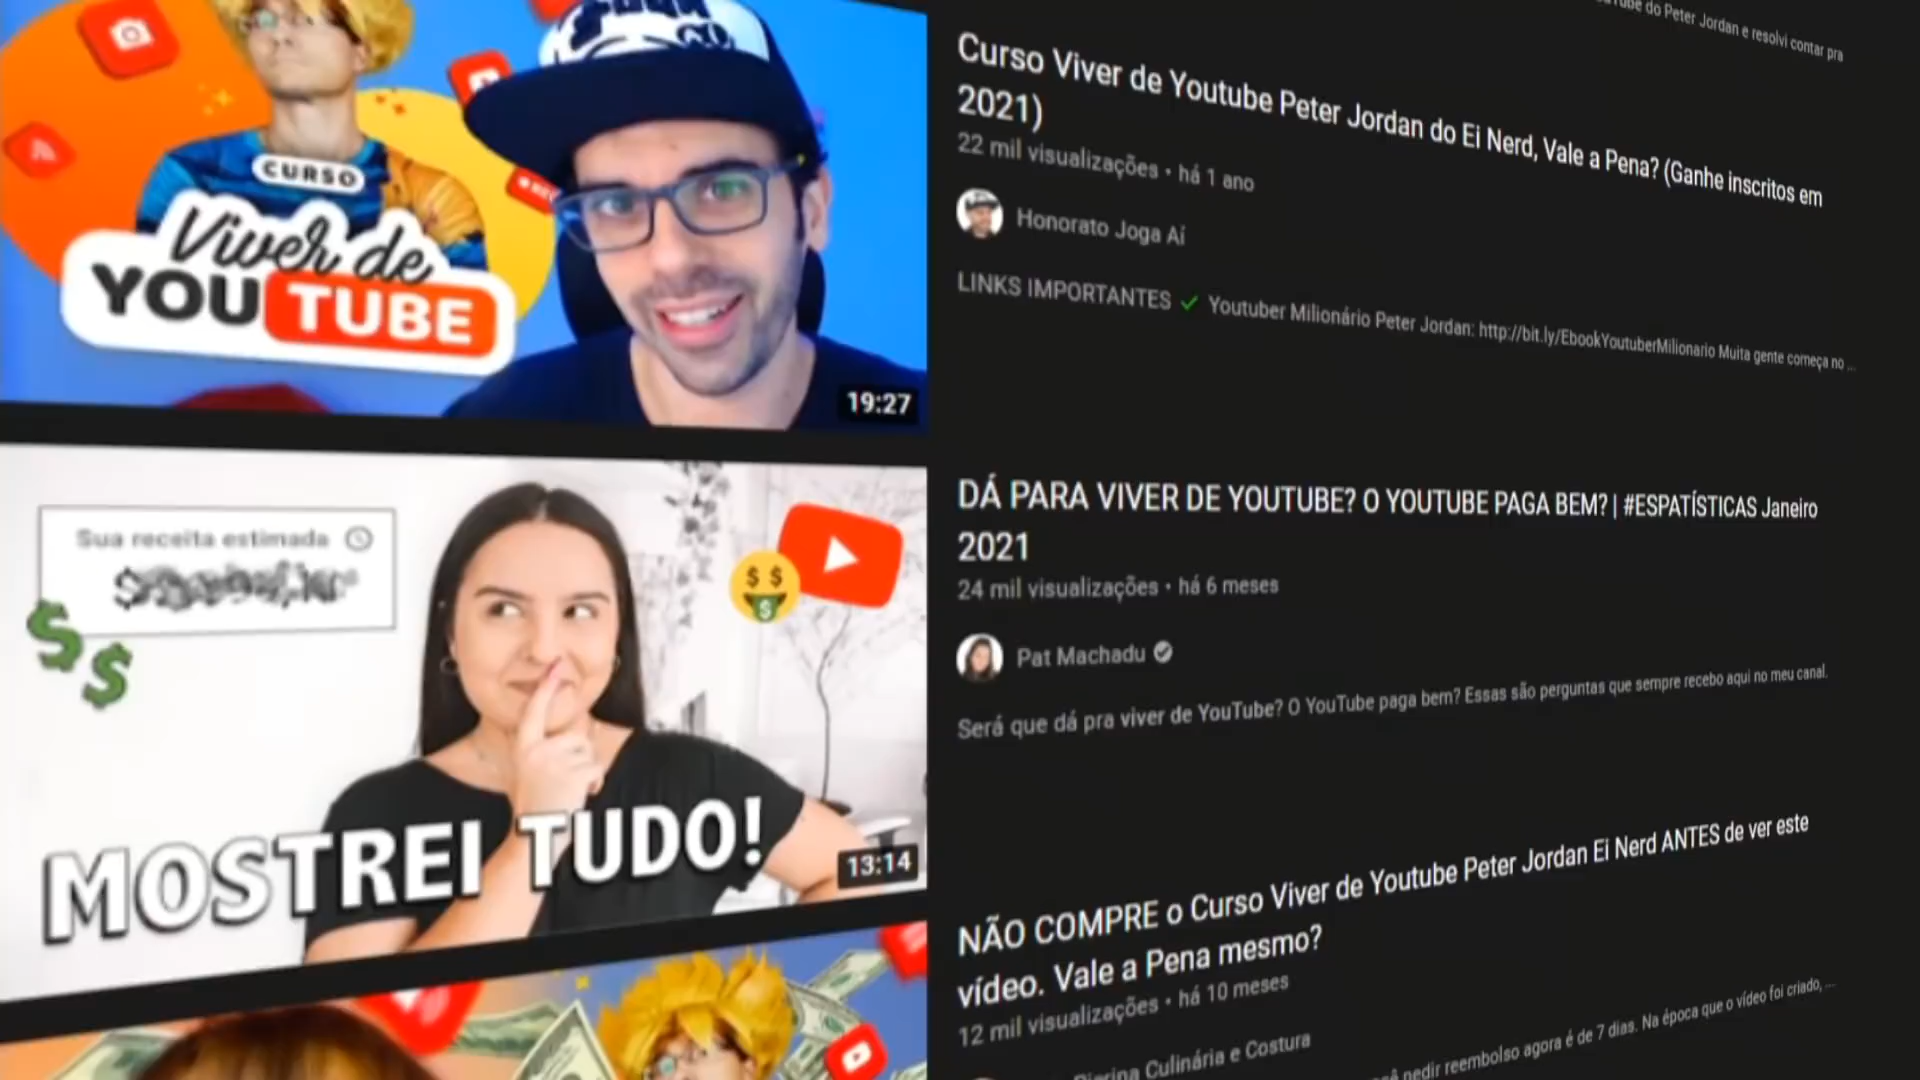 do Peter Jordan e resolvi contar pra
Curso Viver de Youtube Peter Jordan do Ei Nerd, Vale a Pena? (Ganhe inscritos em
2021)
22 mil visualizações • há 1 ano
Honorato Joga Aí
LINKS IMPORTANTES ✓ Youtuber Milionário Peter Jordan: http://bit.ly/EbookYoutuberMilionario Muita gente começa no ...
CURSO
Viver de
YOUTUBE
19:27
DÁ PARA VIVER DE YOUTUBE? O YOUTUBE PAGA BEM? | #ESPATÍSTICAS Janeiro
2021
24 mil visualizações • há 6 meses
Pat Machadu
Será que dá pra viver de YouTube? O YouTube paga bem? Essas são perguntas que sempre recebo aqui no meu canal.
Sua receita estimada
MOSTREI TUDO!
13:14
NÃO COMPRE o Curso Viver de Youtube Peter Jordan Ei Nerd ANTES de ver este
vídeo. Vale a Pena mesmo?
12 mil visualizações • há 10 meses
Culinária e Costura
pedir reembolso agora é de 7 dias. Na época que o vídeo foi criado, ...